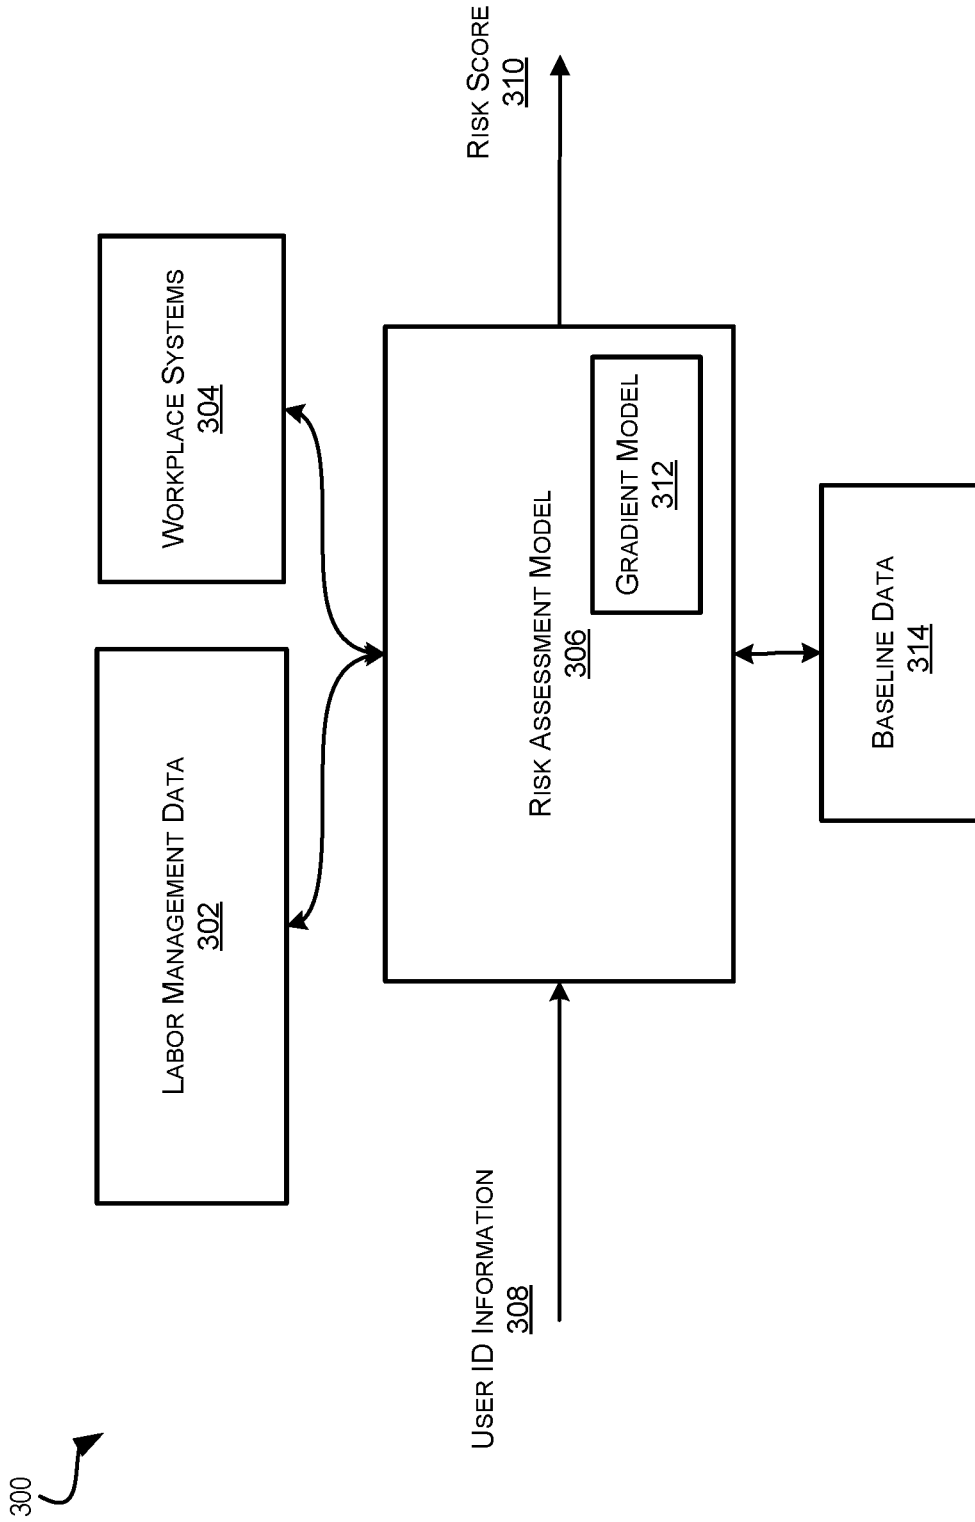 300
LABOR MANAGEMENT DATA
302
WORKPLACE SYSTEMS
304
USER ID INFORMATION
308
RISK ASSESSMENT MODEL
306
GRADIENT MODEL
312
RISK SCORE
310
BASELINE DATA
314